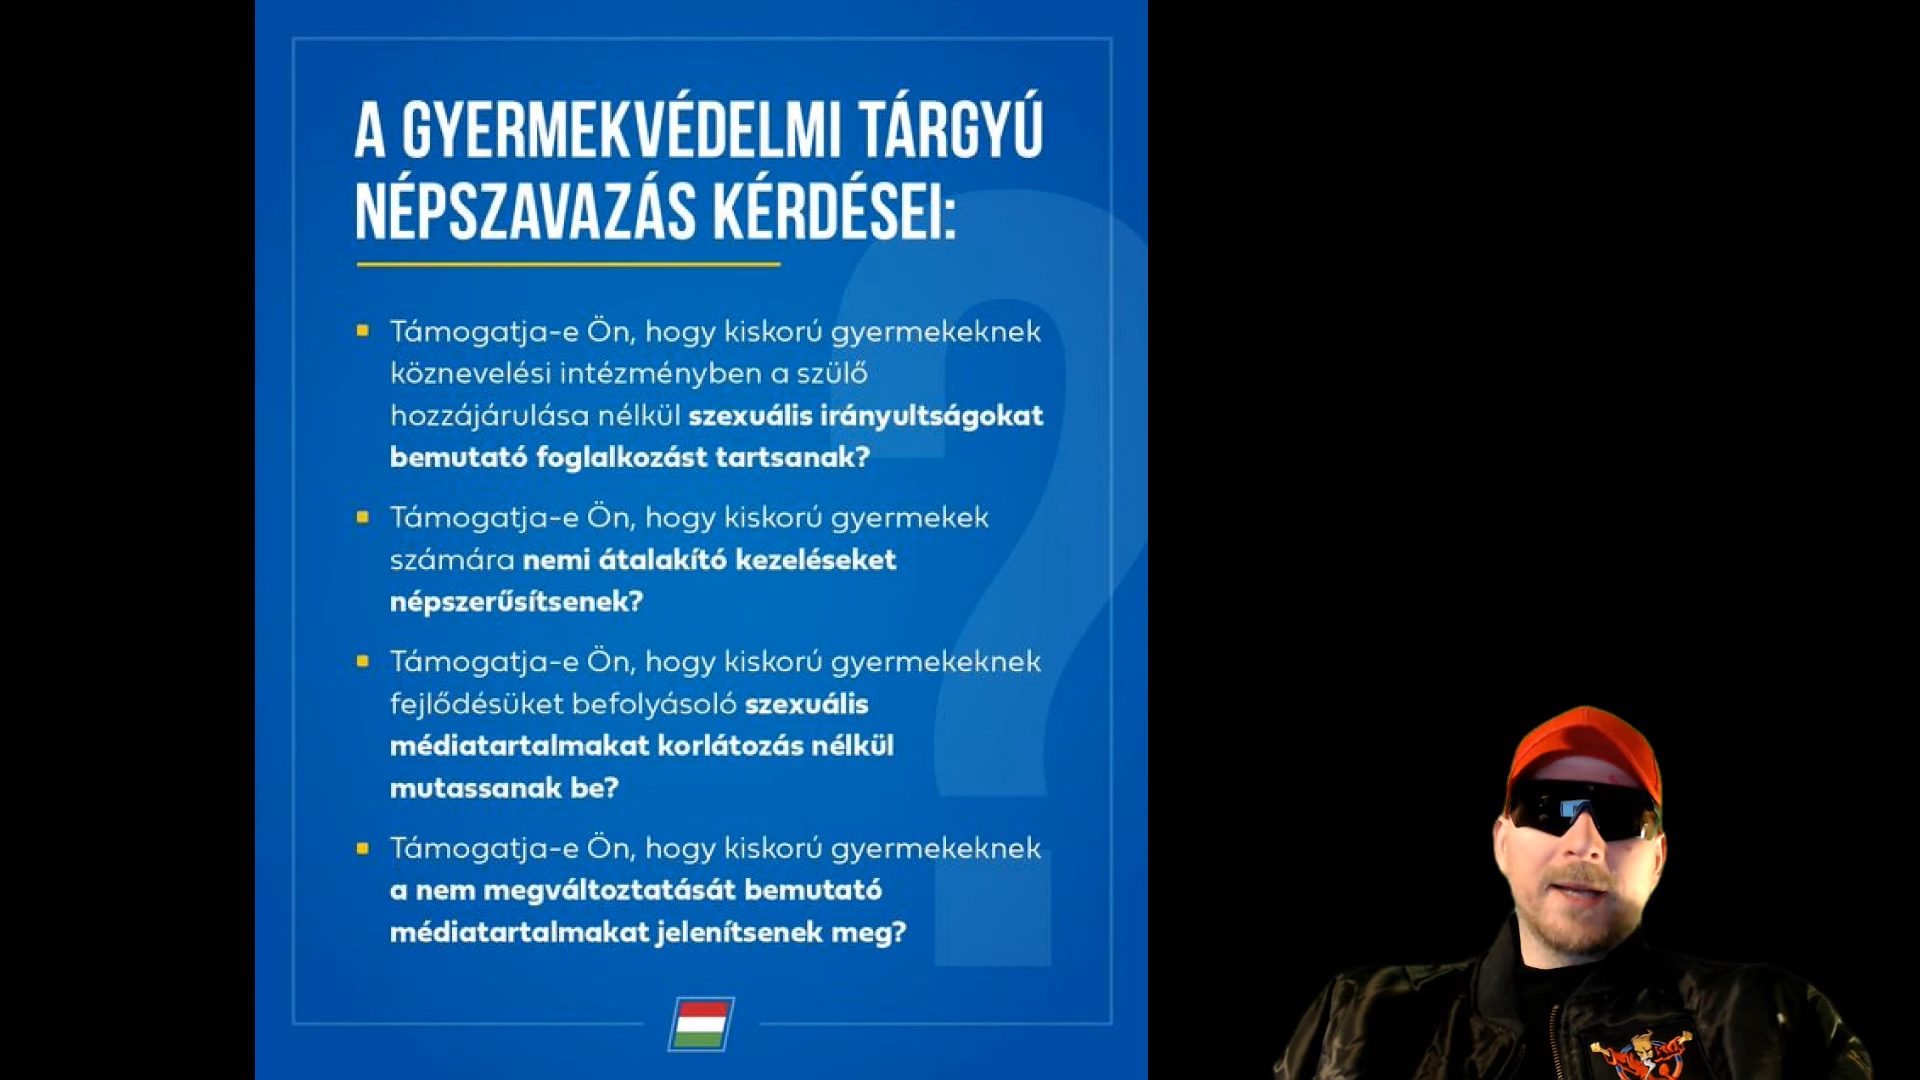 A GYERMEKVÉDELMI TÁRGYÚ
NÉPSZAVAZÁS KÉRDÉSEI:
Támogatja-e Ön, hogy kiskorú gyermekeknek
köznevelési intézményben a szülő
hozzájárulása nélkül szexuális irányultságokat
bemutató foglalkozást tartsanak?
Támogatja-e Ön, hogy kiskorú gyermekek
számára nemi átalakító kezeléseket
népszerűsítsenek?
Támogatja-e Ön, hogy kiskorú gyermekeknek
fejlődésüket befolyásoló szexuális
médiatartalmakat korlátozás nélkül
mutassanak be?
Támogatja-e Ön, hogy kiskorú gyermekeknek
a nem megváltoztatását bemutató
médiatartalmakat jelenítsenek meg?